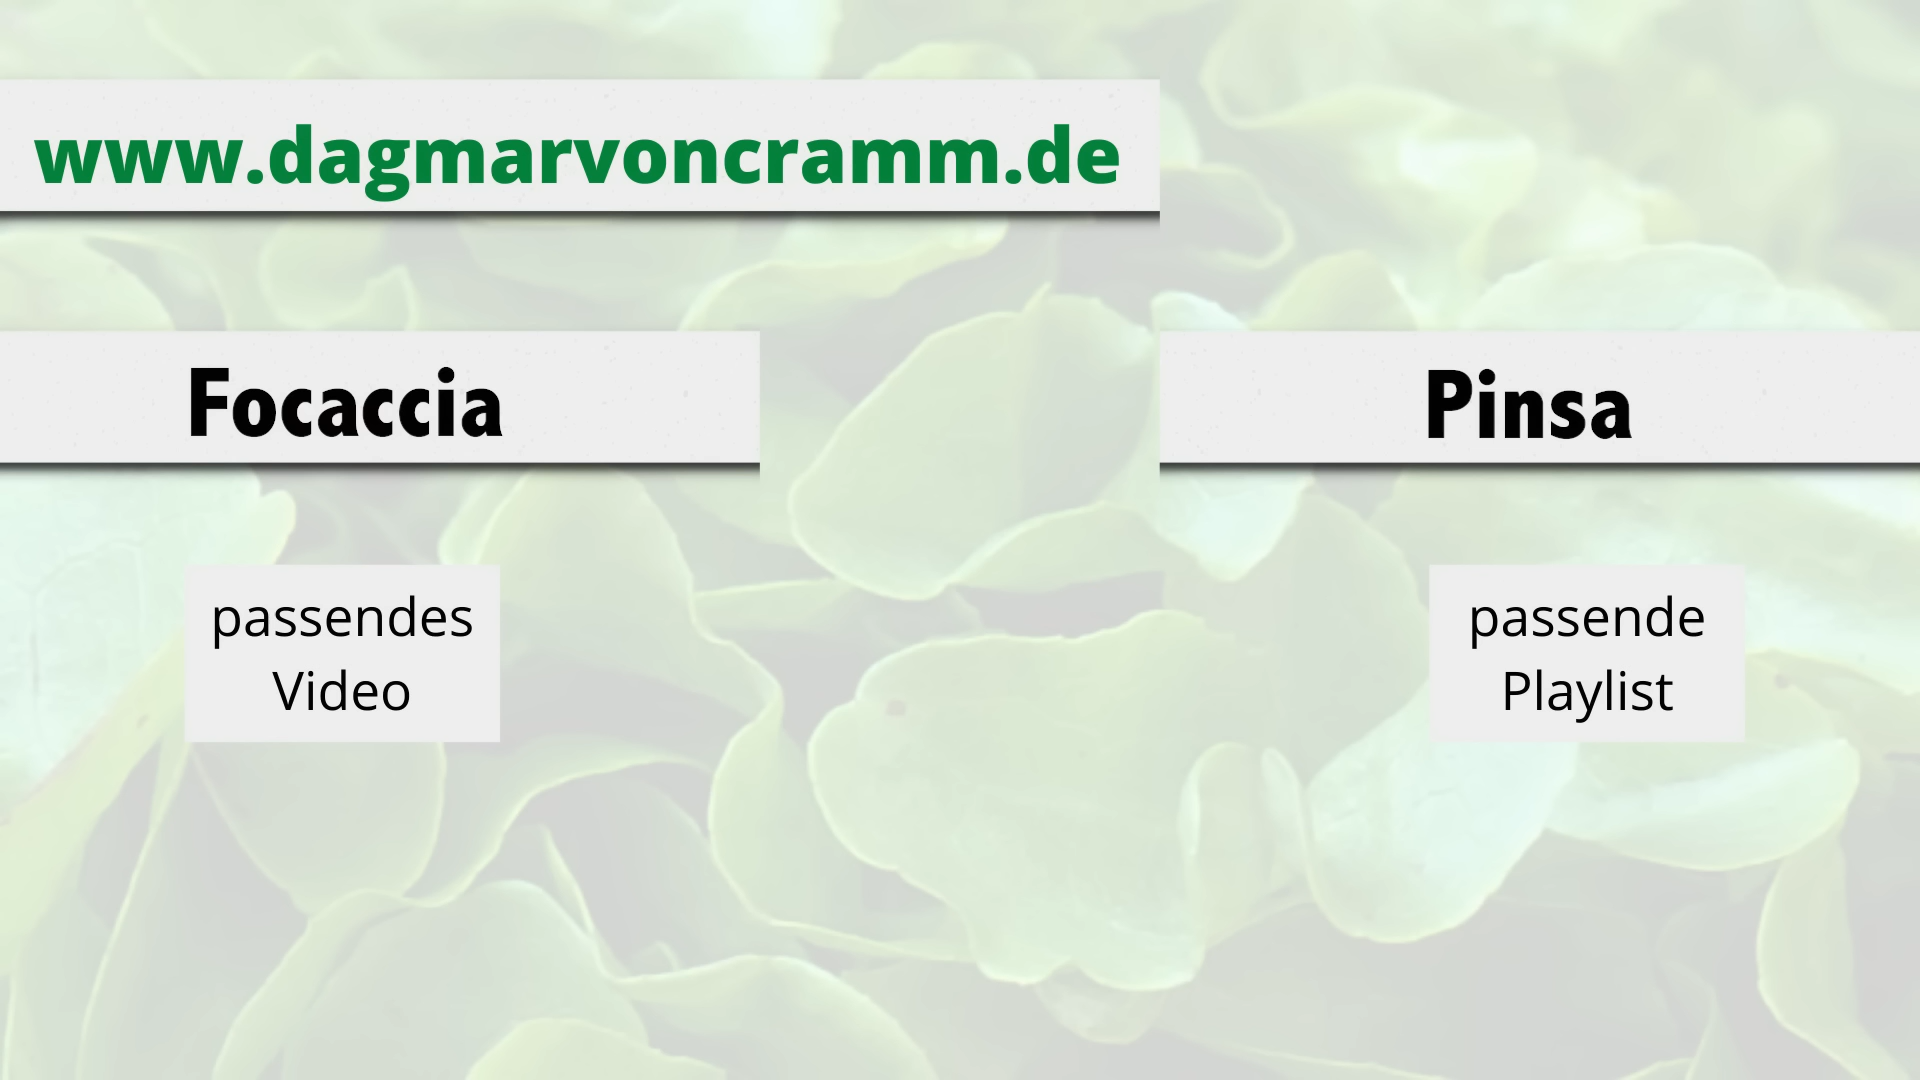 www.dagmarvoncramm.de
Focaccia
Pinsa
passendes
Video
passende
Playlist